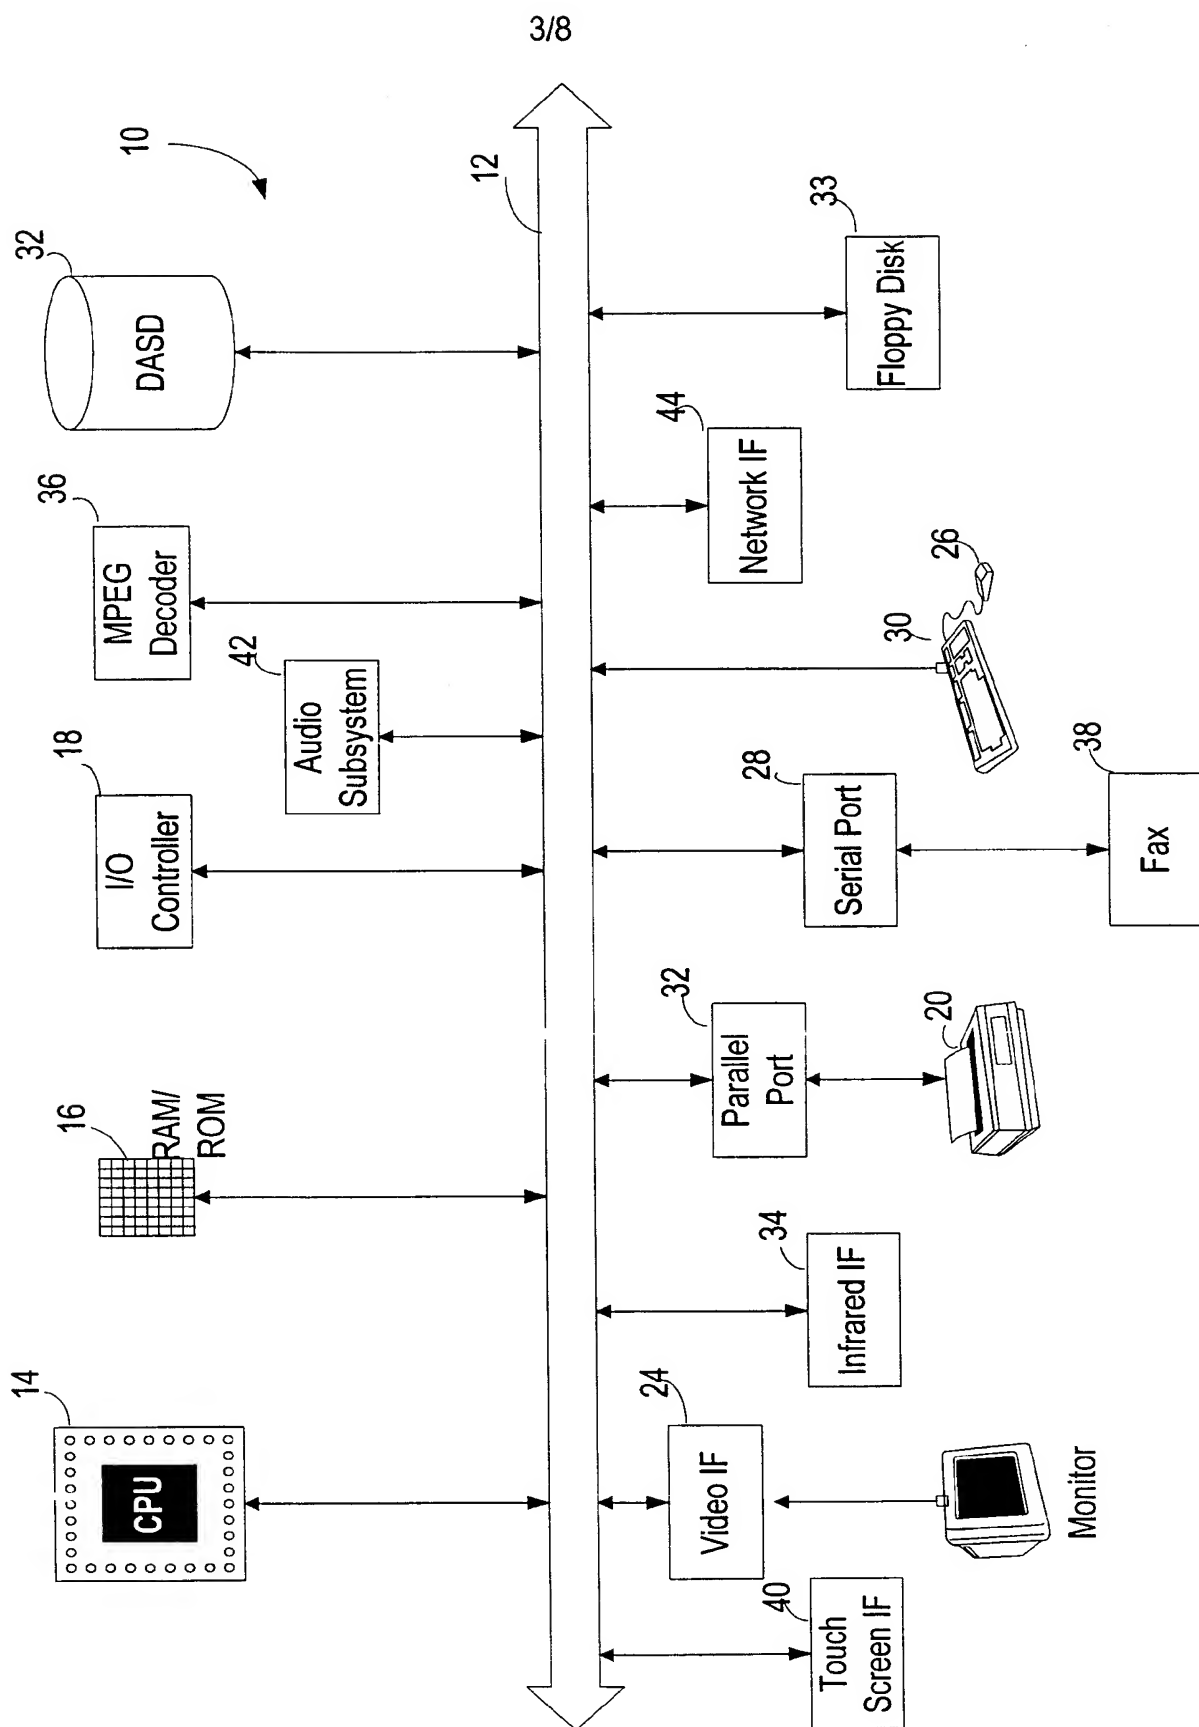 3/8
10
12
14
CPU
16
RAM/
ROM
18
I/O
Controller
42
Audio
Subsystem
36
MPEG
Decoder
32
DASD
40
Touch
Screen IF
24
Video IF
Monitor
34
Infrared IF
32
Parallel
Port
20
28
Serial Port
38
Fax
30
26
44
Network IF
33
Floppy Disk